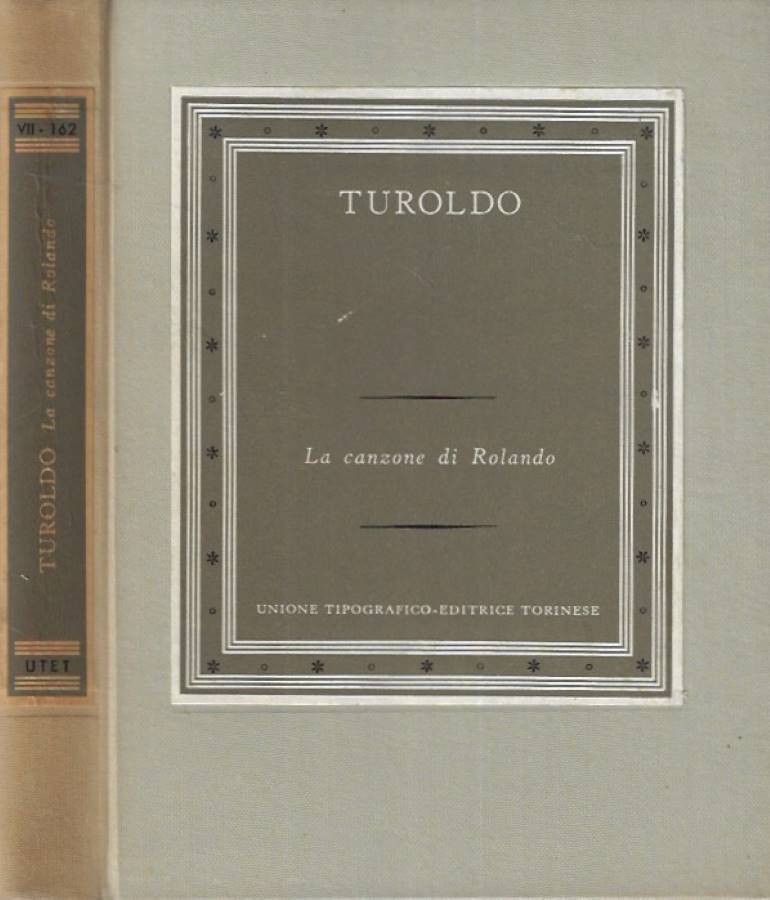 VII - 162
TUROLDO La canzone di Rolando
UTET
TUROLDO
La canzone di Rolando
UNIONE TIPOGRAFICO-EDITRICE TORINESE